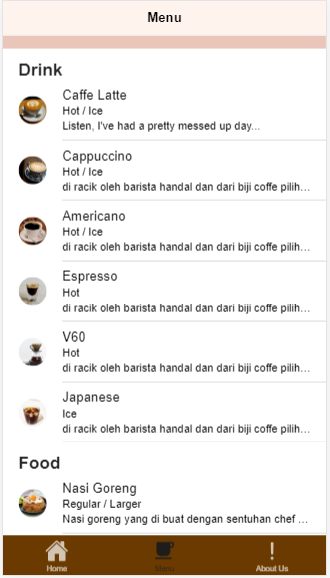 Menu
Drink
Caffe Latte
Hot / Ice
Listen, I've had a pretty messed up day...
Cappuccino
Hot / Ice
di racik oleh barista handal dan dari biji coffe pilih...
Americano
Hot / Ice
di racik oleh barista handal dan dari biji coffe pilih...
Espresso
Hot
di racik oleh barista handal dan dari biji coffe pilih...
V60
Hot
di racik oleh barista handal dan dari biji coffe pilih...
Japanese
Ice
di racik oleh barista handal dan dari biji coffe pilih...
Food
Nasi Goreng
Regular / Larger
Nasi goreng yang di buat dengan sentuhan chef ...
Home
Menu
About Us